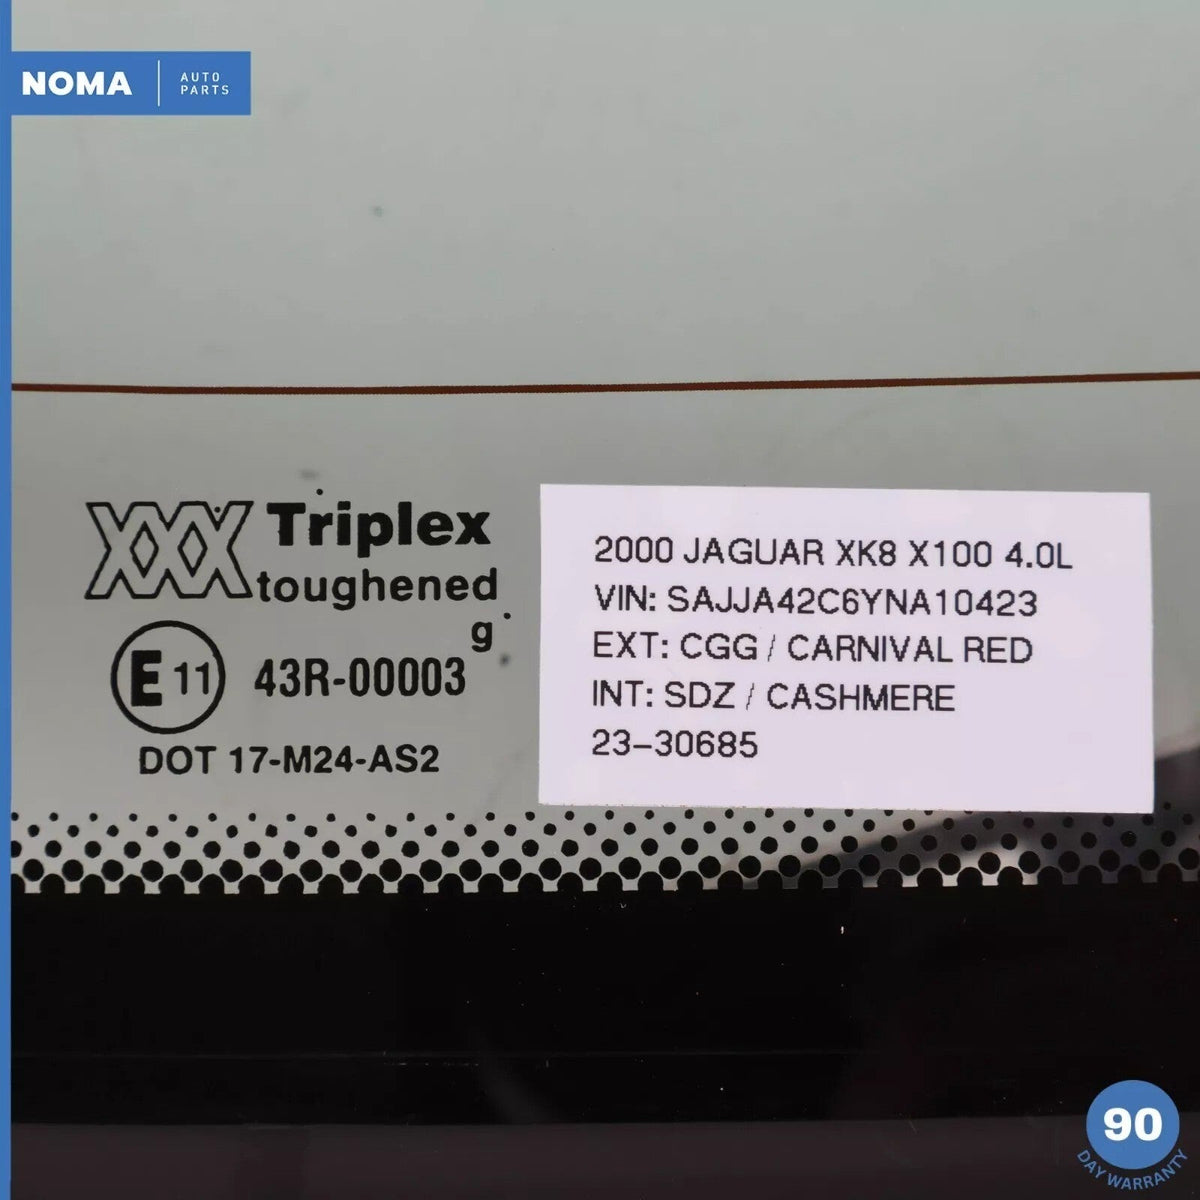 NOMA
AUTO
PARTS
Triplex
toughened
g
E 11 43R-00003
DOT 17-M24-AS2
2000 JAGUAR XK8 X100 4.0L
VIN: SAJJA42C6YNA10423
EXT: CGG / CARNIVAL RED
INT: SDZ / CASHMERE
23-30685
90
DAY WARRANTY